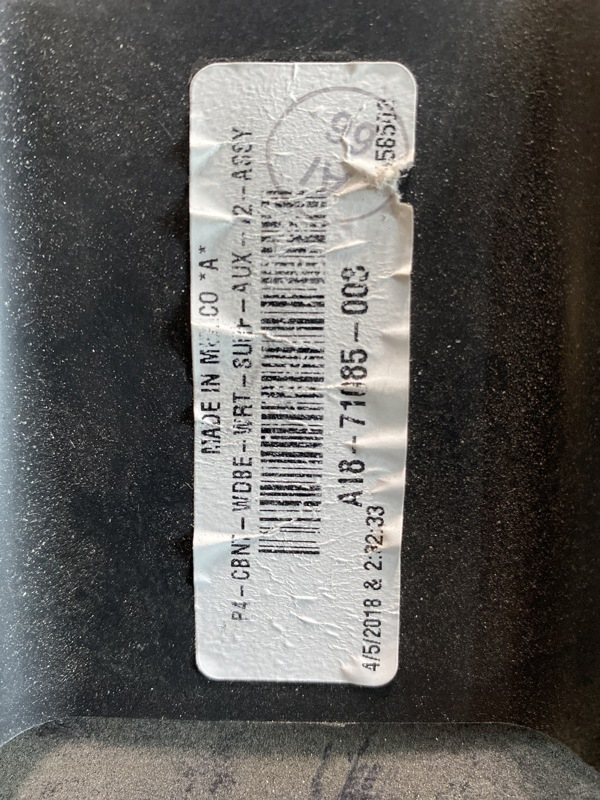 MADE IN MEXICO *A*
P4-CBNT-WDBE-WRT-SURF-AUX-12-ASSY
A18-71085-003
4/5/2018 & 2:32:33